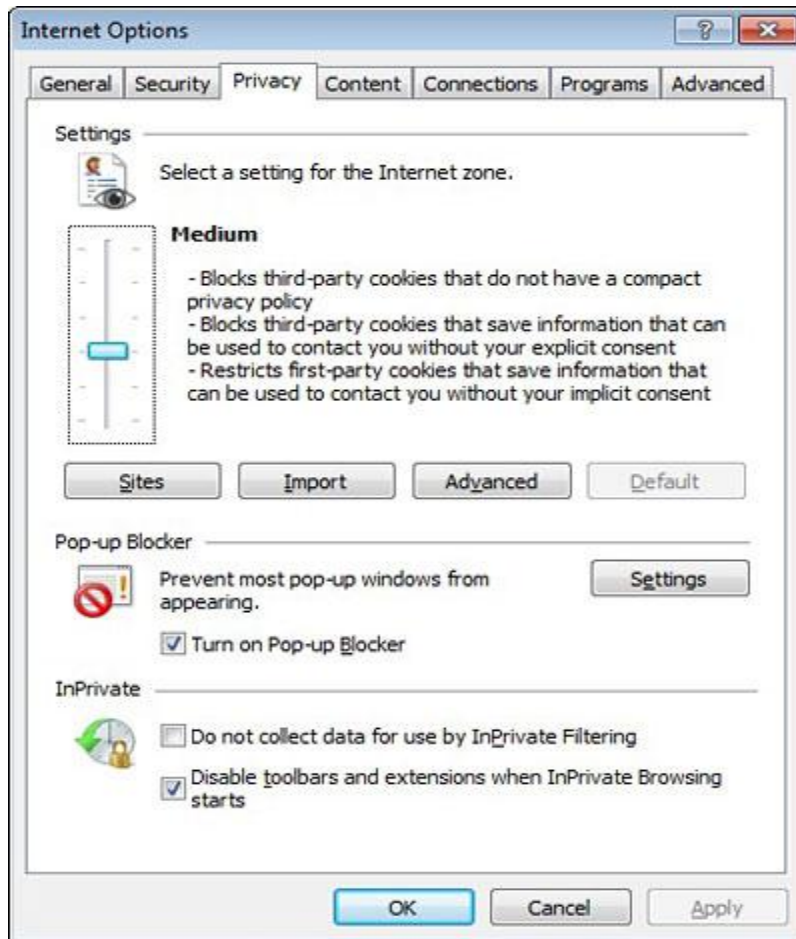 Internet Options
General Security Privacy Content Connections Programs Advanced
Settings
Select a setting for the Internet zone.
Medium
- Blocks third-party cookies that do not have a compact
privacy policy
- Blocks third-party cookies that save information that can
be used to contact you without your explicit consent
- Restricts first-party cookies that save information that
can be used to contact you without your implicit consent
Sites Import Advanced Default
Pop-up Blocker
Prevent most pop-up windows from
appearing.
Settings
Turn on Pop-up Blocker
InPrivate
Do not collect data for use by InPrivate Filtering
Disable toolbars and extensions when InPrivate Browsing
starts
OK Cancel Apply